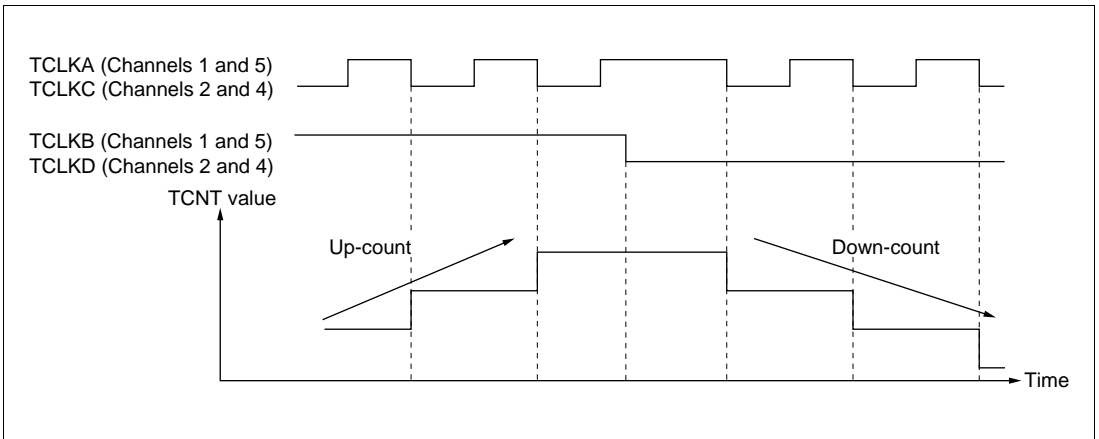 TCLKA (Channels 1 and 5)
TCLKC (Channels 2 and 4)
TCLKB (Channels 1 and 5)
TCLKD (Channels 2 and 4)
TCNT value
Up-count
Down-count
Time